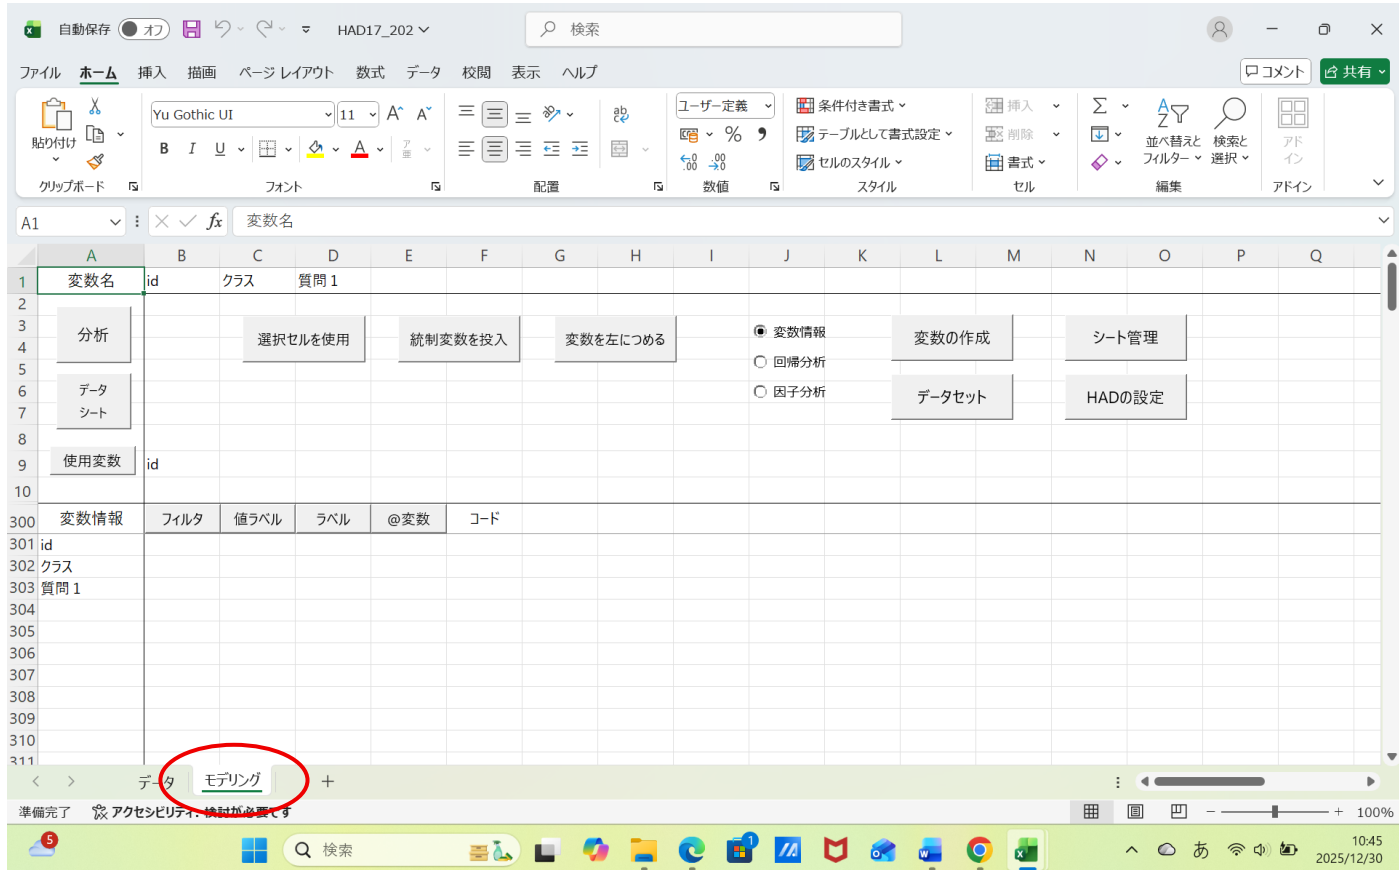 自動保存 オフ HAD17_202 検索
ファイル ホーム 挿入 描画 ページ レイアウト 数式 データ 校閲 表示 ヘルプ コメント 共有
貼り付け Yu Gothic UI 11 A A ab ユーザー定義 条件付き書式 挿入 Σ
B I U A ア亜 % 9 テーブルとして書式設定 削除 並べ替えと フィルター 検索と 選択 アド イン
.00 .00 セルのスタイル 書式
クリップボード フォント 配置 数値 スタイル セル 編集 アドイン
A1 fx 変数名
A B C D E F G H I J K L M N O P Q
1 変数名 id クラス 質問1
2
3 分析 選択セルを使用 統制変数を投入 変数を左につめる 変数情報 変数の作成 シート管理
4
5 回帰分析
6 データ シート 因子分析 データセット HADの設定
7
8
9 使用変数 id
10
300 変数情報 フィルタ 値ラベル ラベル @変数 コード
301 id
302 クラス
303 質問1
304
305
306
307
308
309
310
311
データ モデリング +
準備完了 アクセシビリティ: 検討が必要です 100%
5 検索 1 あ 10:45
2025/12/30